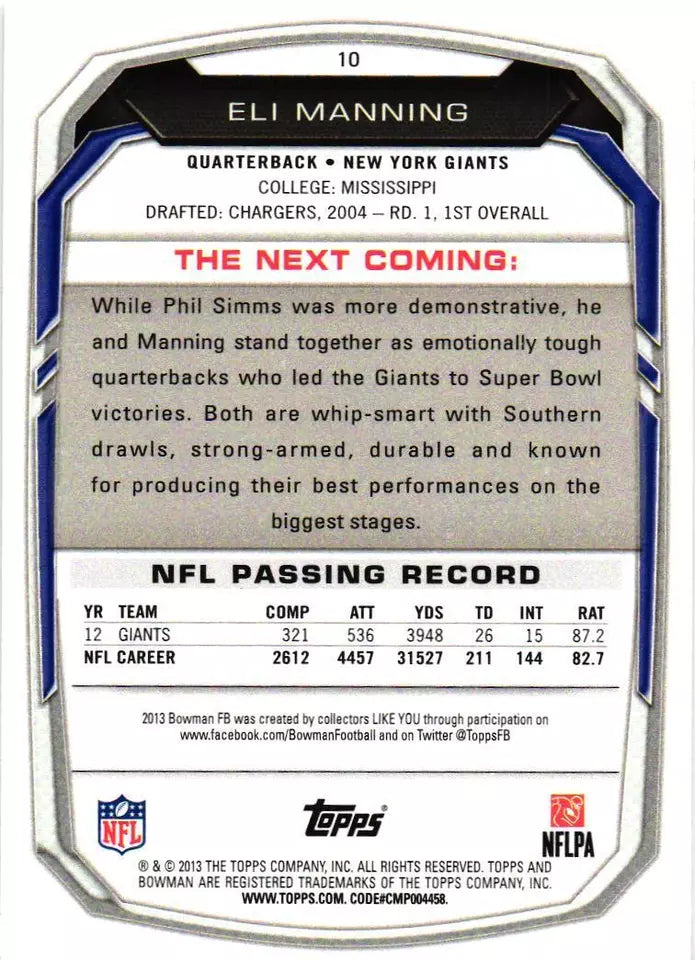 10
ELI MANNING
QUARTERBACK • NEW YORK GIANTS
COLLEGE: MISSISSIPPI
DRAFTED: CHARGERS, 2004 – RD. 1, 1ST OVERALL
THE NEXT COMING:
While Phil Simms was more demonstrative, he
and Manning stand together as emotionally tough
quarterbacks who led the Giants to Super Bowl
victories. Both are whip-smart with Southern
drawls, strong-armed, durable and known
for producing their best performances on the
biggest stages.
NFL PASSING RECORD
YR TEAM COMP ATT YDS TD INT RAT
12 GIANTS 321 536 3948 26 15 87.2
NFL CAREER 2612 4457 31527 211 144 82.7
2013 Bowman FB was created by collectors LIKE YOU through participation on
www.facebook.com/BowmanFootball and on Twitter @ToppsFB
NFL
Topps®
NFLPA
® & © 2013 THE TOPPS COMPANY, INC. ALL RIGHTS RESERVED. TOPPS AND
BOWMAN ARE REGISTERED TRADEMARKS OF THE TOPPS COMPANY, INC.
WWW.TOPPS.COM. CODE#CMP004458.